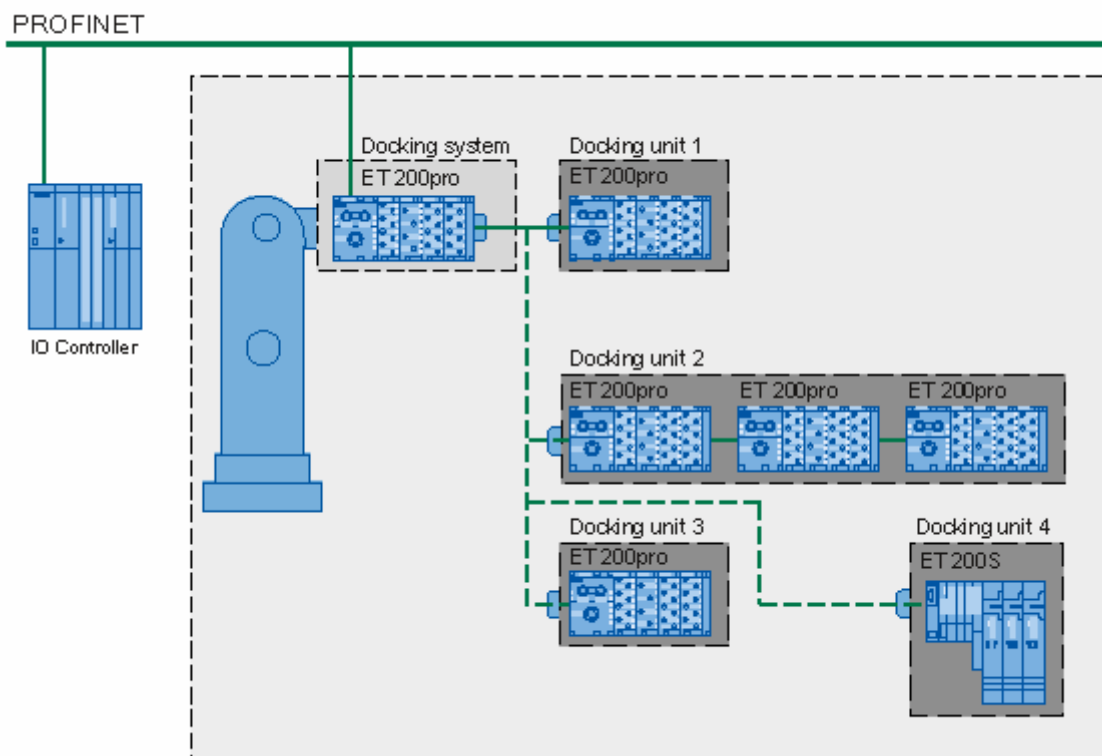 PROFINET
Docking system
ET 200pro
Docking unit 1
ET 200pro
IO Controller
Docking unit 2
ET 200pro
ET 200pro
ET 200pro
Docking unit 3
ET 200pro
Docking unit 4
ET 200S